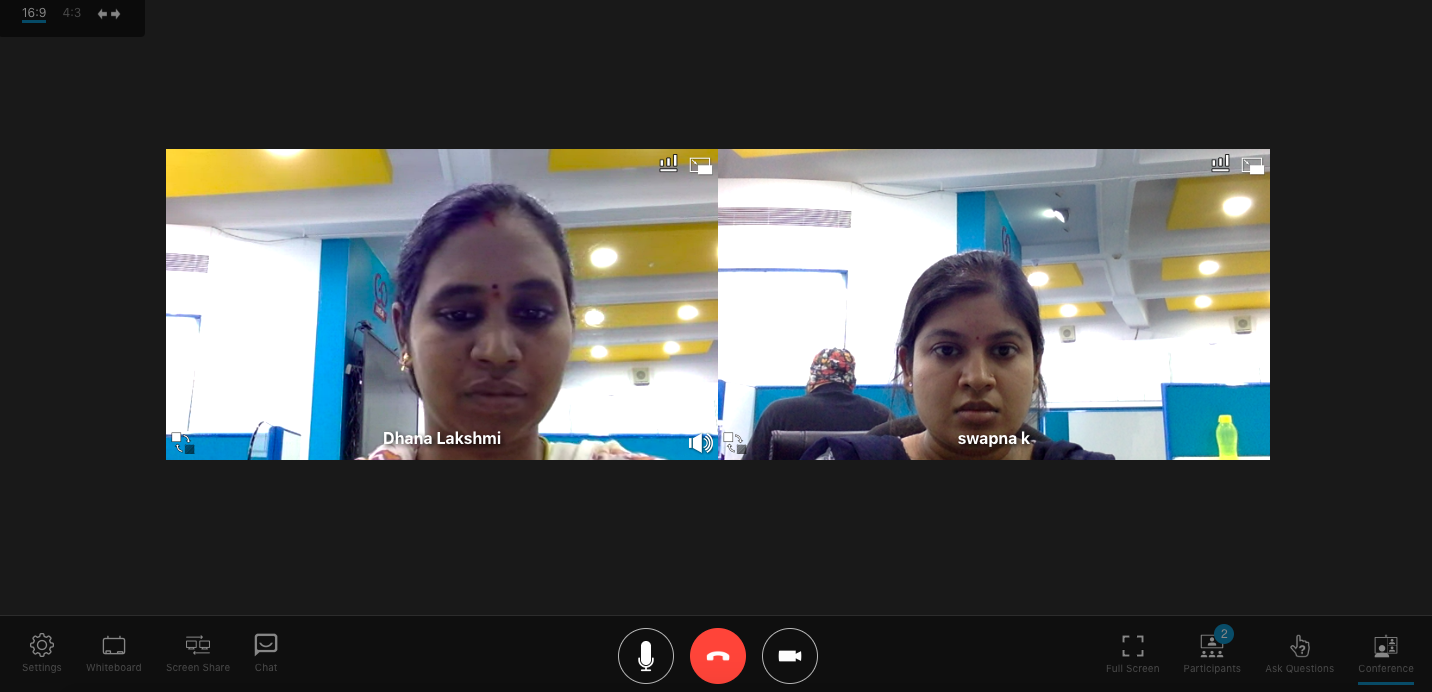 16:9 4:3
Dhana Lakshmi
swapna k
Settings Whiteboard Screen Share Chat
2
Full Screen Participants Ask Questions Conference